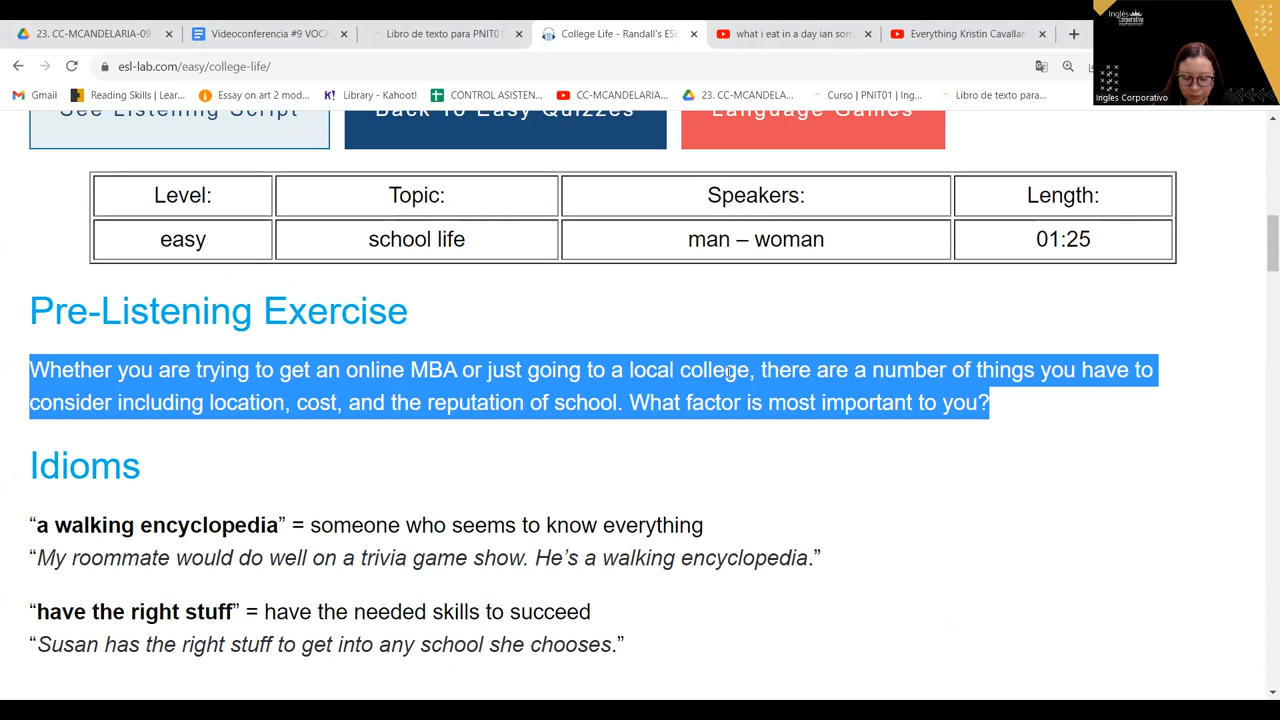 23. CC-MCANDELARIA-09-
Videoconferencia #9 VOCA
Libro de texto para PNIT01
College Life - Randall's ESL
what i eat in a day ian som
Everything Kristin Cavallar
Inglés
Corporativo
esl-lab.com/easy/college-life/
Gmail
Reading Skills | Lear...
Essay on art 2 mod...
Library - Kahoot!
CONTROL ASISTEN...
CC-MCANDELARIA...
23. CC-MCANDELA...
Curso | PNIT01 | Ing...
Libro de texto para...
Ingles Corporativo
See Listening Script
Back To Easy Quizzes
Language Games
Level: Topic: Speakers: Length:
easy school life man – woman 01:25
Pre-Listening Exercise
Whether you are trying to get an online MBA or just going to a local college, there are a number of things you have to
consider including location, cost, and the reputation of school. What factor is most important to you?
Idioms
“a walking encyclopedia” = someone who seems to know everything
“My roommate would do well on a trivia game show. He’s a walking encyclopedia.”
“have the right stuff” = have the needed skills to succeed
“Susan has the right stuff to get into any school she chooses.”